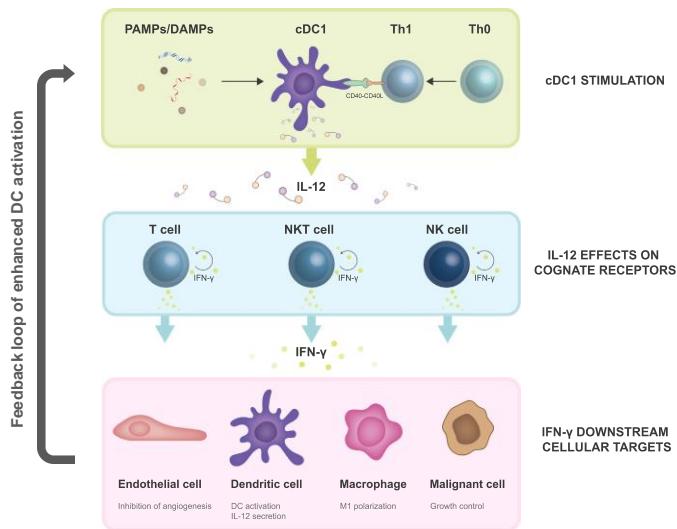 PAMPs/DAMPs
cDC1
Th1
Th0
CD40-CD40L
cDC1 STIMULATION
IL-12
T cell
NKT cell
NK cell
IFN-γ
IFN-γ
IFN-γ
IL-12 EFFECTS ON
COGNATE RECEPTORS
IFN-γ
Endothelial cell
Inhibition of angiogenesis
Dendritic cell
DC activation
IL-12 secretion
Macrophage
M1 polarization
Malignant cell
Growth control
IFN-γ DOWNSTREAM
CELLULAR TARGETS
Feedback loop of enhanced DC activation